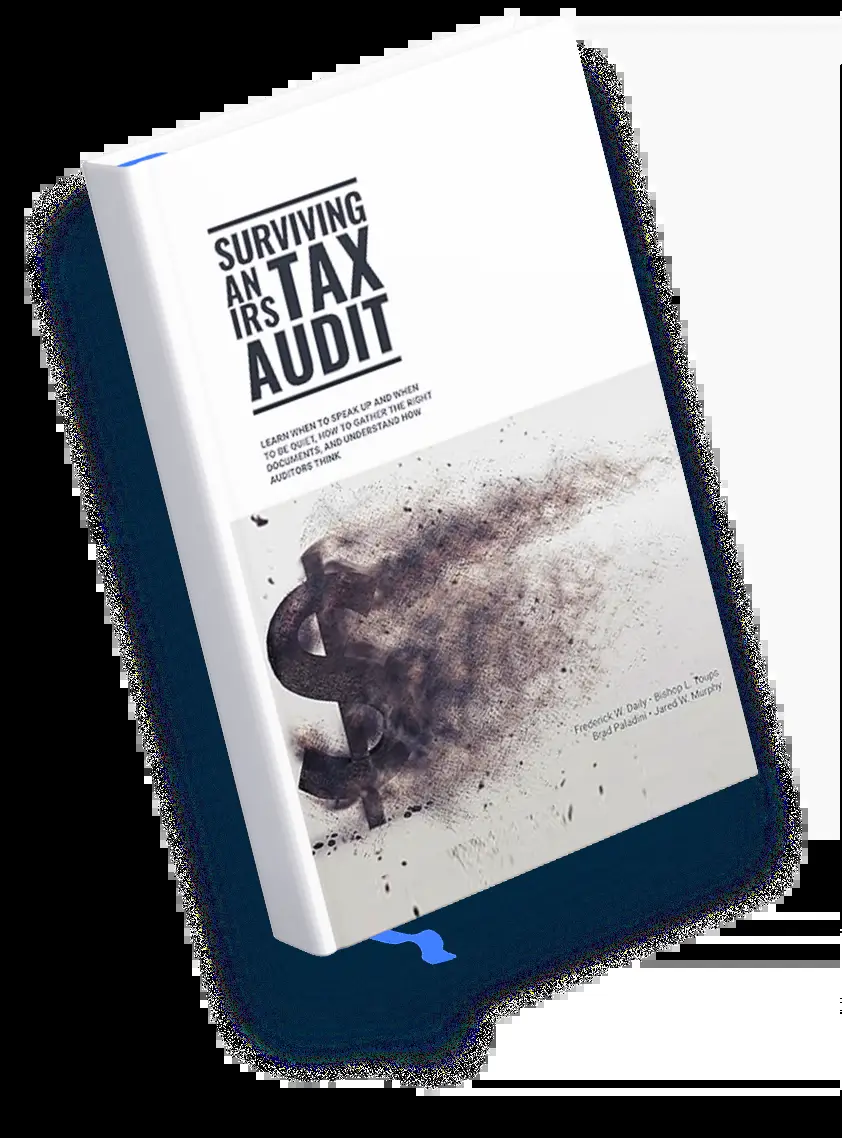 SURVIVING
AN TAX
IRS
AUDIT
LEARN WHEN TO SPEAK UP AND WHEN
TO BE QUIET, HOW TO GATHER THE RIGHT
DOCUMENTS, AND UNDERSTAND HOW
AUDITORS THINK
Frederick W. Daily • Bishop L. Toups
Brad Paladini • Jared W. Murphy